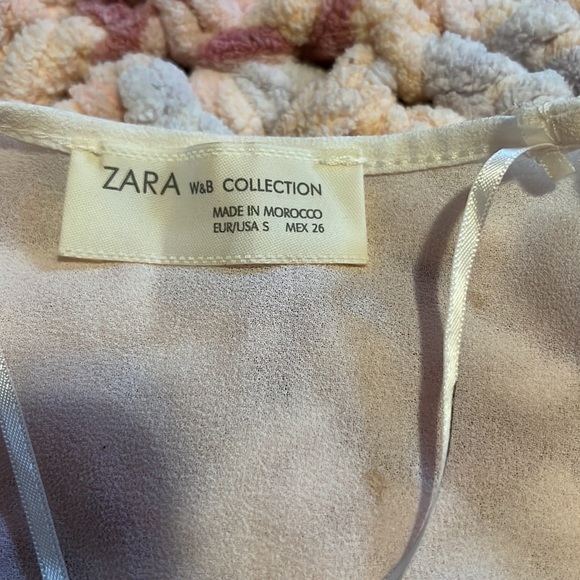 ZARA W&B COLLECTION
MADE IN MOROCCO
EUR/USA S MEX 26